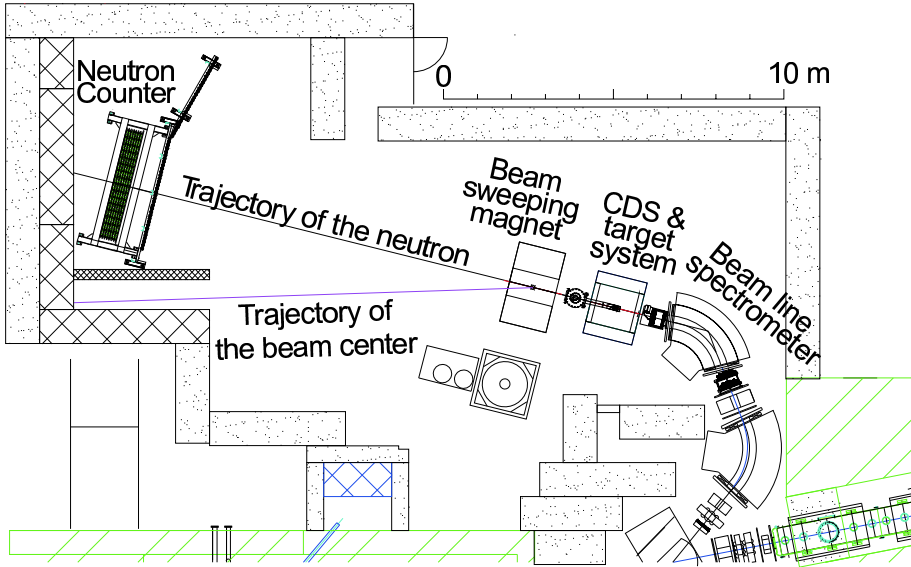 Neutron
Counter
0
10 m
Beam
sweeping
magnet
CDS &
target
system
Beam line
spectrometer
Trajectory of the neutron
Trajectory of
the beam center